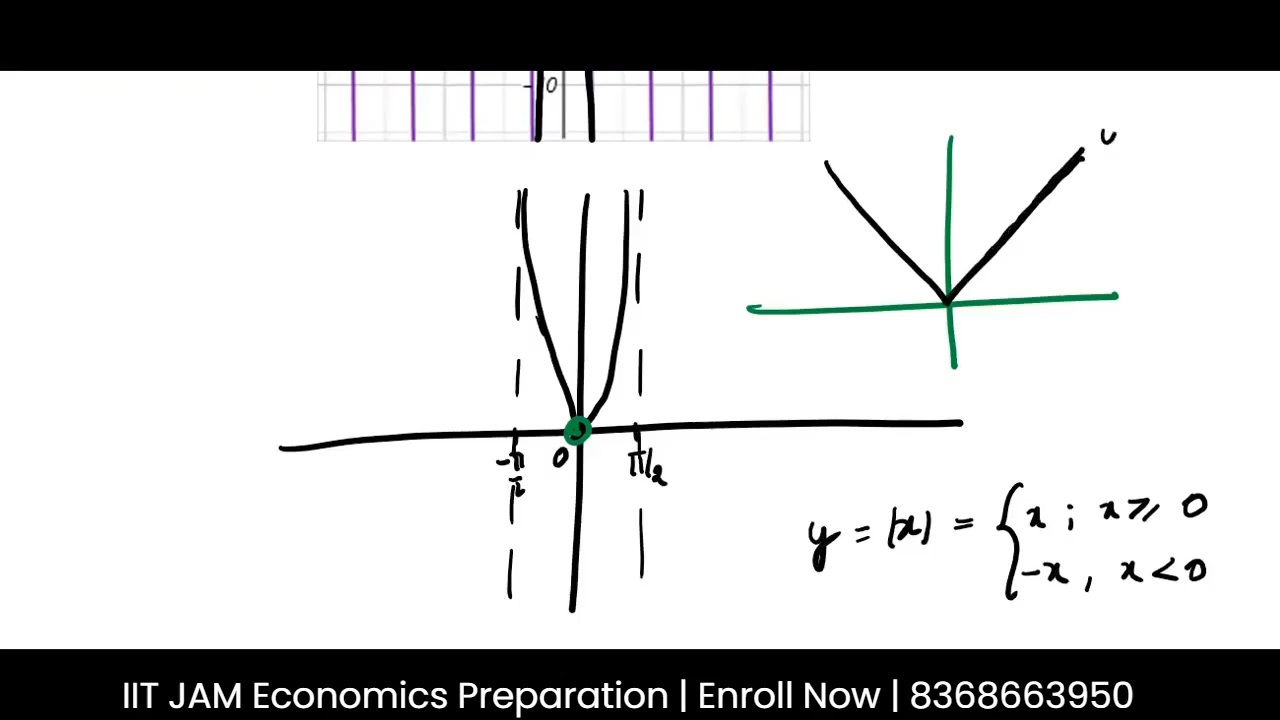 0
-π/2 0 π/2
y = |x| = { x ; x ≥ 0
-x , x < 0
IIT JAM Economics Preparation | Enroll Now | 8368663950